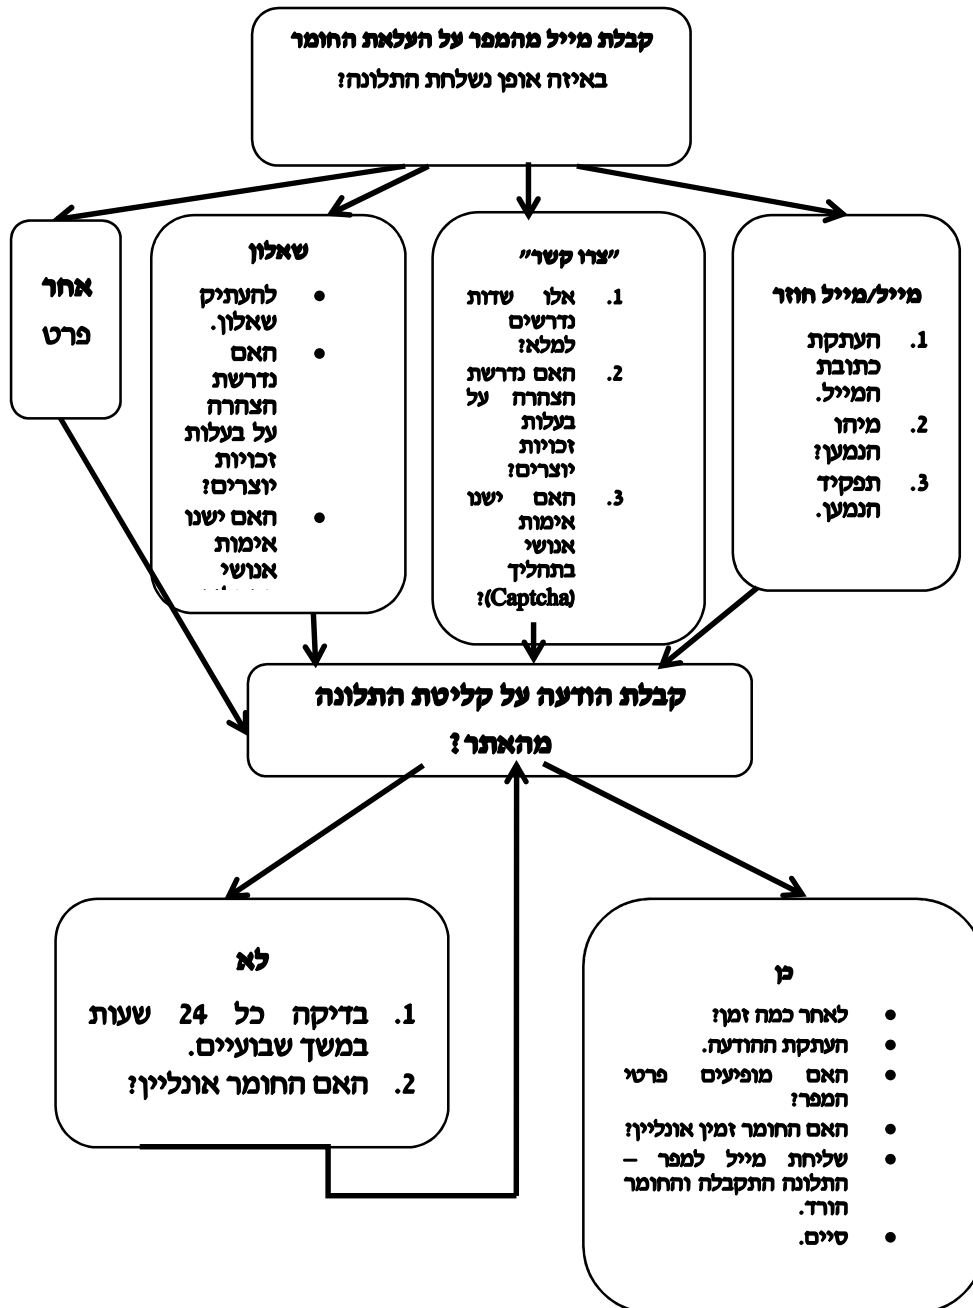 קבלת מייל מהמפר על העלאת החומר
באיזה אופן נשלחת התלונה?
מייל/מייל חוזר
1. העתקת
כתובת
המייל.
2. מיהו
הנמען?
3. תפקיד
הנמען.
"צרו קשר"
1. אלו שדות
נדרשים
למלא?
2. האם נדרשת
הצהרה על
בעלות
זכויות
יוצרים?
3. האם ישנו
אימות
אנושי
בתהליך
(Captcha)?
שאלון
• להעתיק
שאלון.
• האם
נדרשת
הצהרה
על בעלות
זכויות
יוצרים?
• האם ישנו
אימות
אנושי
אחר
פרט
קבלת הודעה על קליטת התלונה
מהאתר?
כן
• לאחר כמה זמן?
• העתקת ההודעה.
• האם מופיעים פרטי
המפר?
• האם החומר זמין אונליין?
• שליחת מייל למפר –
התלונה התקבלה והחומר
הורד.
• סיים.
לא
1. בדיקה כל 24 שעות
במשך שבועיים.
2. האם החומר אונליין?